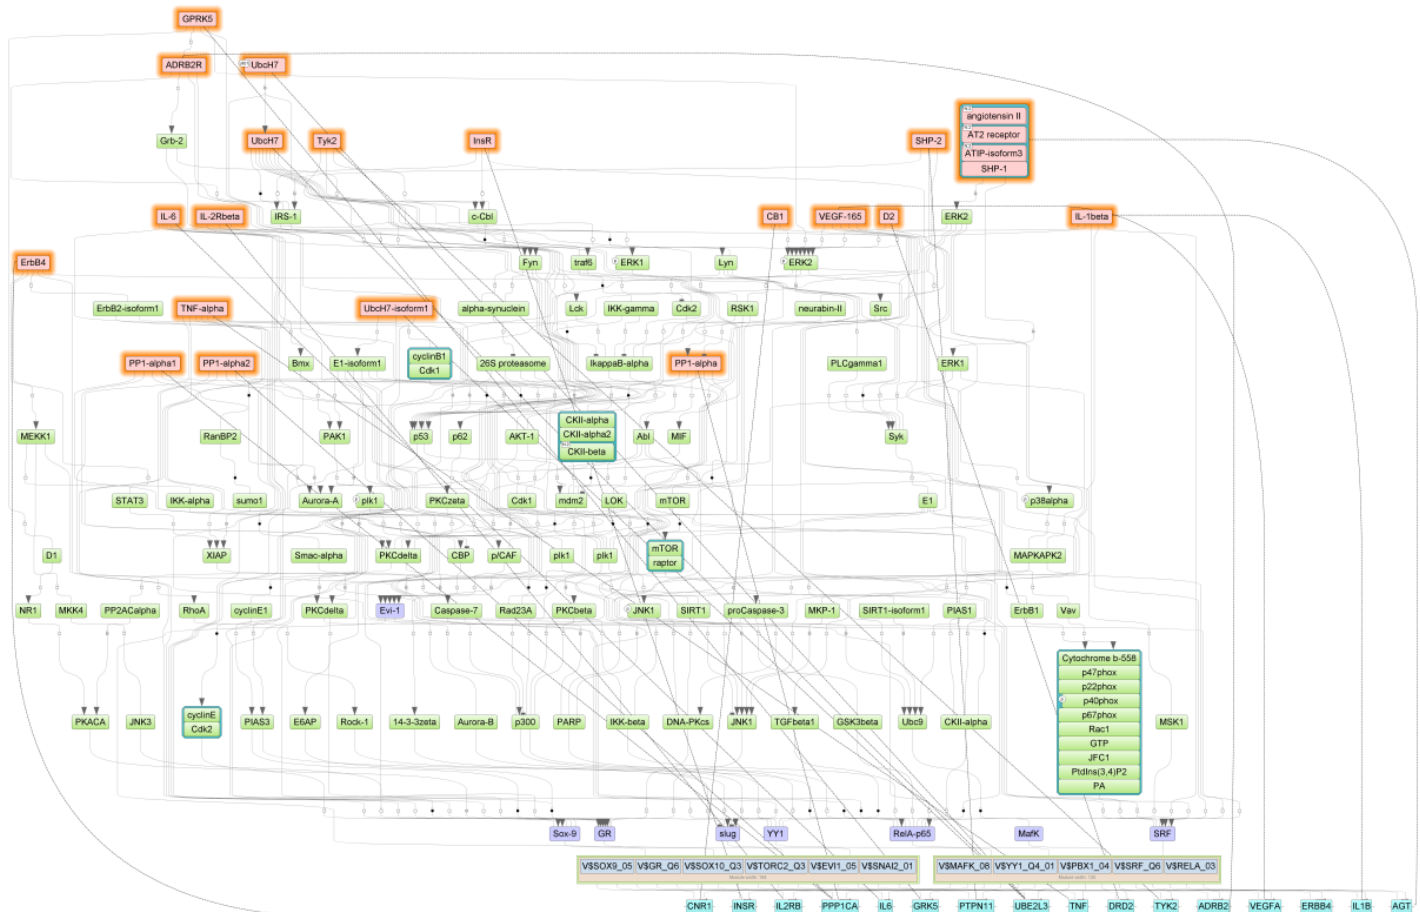 GPRK5
ADRB2R UbcH7
angiotensin II
AT2 receptor
ATIP-isoform3
SHP-1
Grb-2 UbcH7 Tyk2 InsR SHP-2
IL-6 IL-2Rbeta IRS-1 c-Cbl CB1 VEGF-165 D2 ERK2 IL-1beta
ErbB4 Fyn traf6 ERK1 Lyn ERK2
ErbB2-isoform1 TNF-alpha UbcH7-isoform1 alpha-synuclein Lck IKK-gamma Cdk2 RSK1 neurabin-II Src
PP1-alpha1 PP1-alpha2 Bmx E1-isoform1 cyclinB1 26S proteasome IkappaB-alpha PP1-alpha PLCgamma1 ERK1
Cdk1
CKII-alpha
MEKK1 RanBP2 PAK1 p53 p62 AKT-1 CKII-alpha2 Abl MIF Syk
CKII-beta
STAT3 IKK-alpha sumo1 Aurora-A plk1 PKCzeta Cdk1 mdm2 LOK mTOR E1 p38alpha
D1 XIAP Smac-alpha PKCdelta CBP p/CAF plk1 plk1 mTOR MAPKAPK2
raptor
NR1 MKK4 PP2ACalpha RhoA cyclinE1 PKCdelta Evi-1 Caspase-7 Rad23A PKCbeta JNK1 SIRT1 proCaspase-3 MKP-1 SIRT1-isoform1 PIAS1 ErbB1 Vav
Cytochrome b-558
p47phox
p22phox
p40phox
p67phox
Rac1
GTP
JFC1
PtdIns(3,4)P2
PA
PKACA JNK3 cyclinE PIAS3 E6AP Rock-1 14-3-3zeta Aurora-B p300 PARP IKK-beta DNA-PKcs JNK1 TGFbeta1 GSK3beta Ubc9 CKII-alpha MSK1
Cdk2
Sox-9 GR slug YY1 RelA-p65 MafK SRF
V$SOX9_05 V$GR_Q6 V$SOX10_Q3 V$TORC2_Q3 V$EVI1_05 V$SNAI2_01 V$MAFK_08 V$YY1_Q4_01 V$PBX1_04 V$SRF_Q6 V$RELA_03
CNR1 INSR IL2RB PPP1CA IL6 GRK5 PTPN11 UBE2L3 TNF DRD2 TYK2 ADRB2 VEGFA ERBB4 IL1B AGT